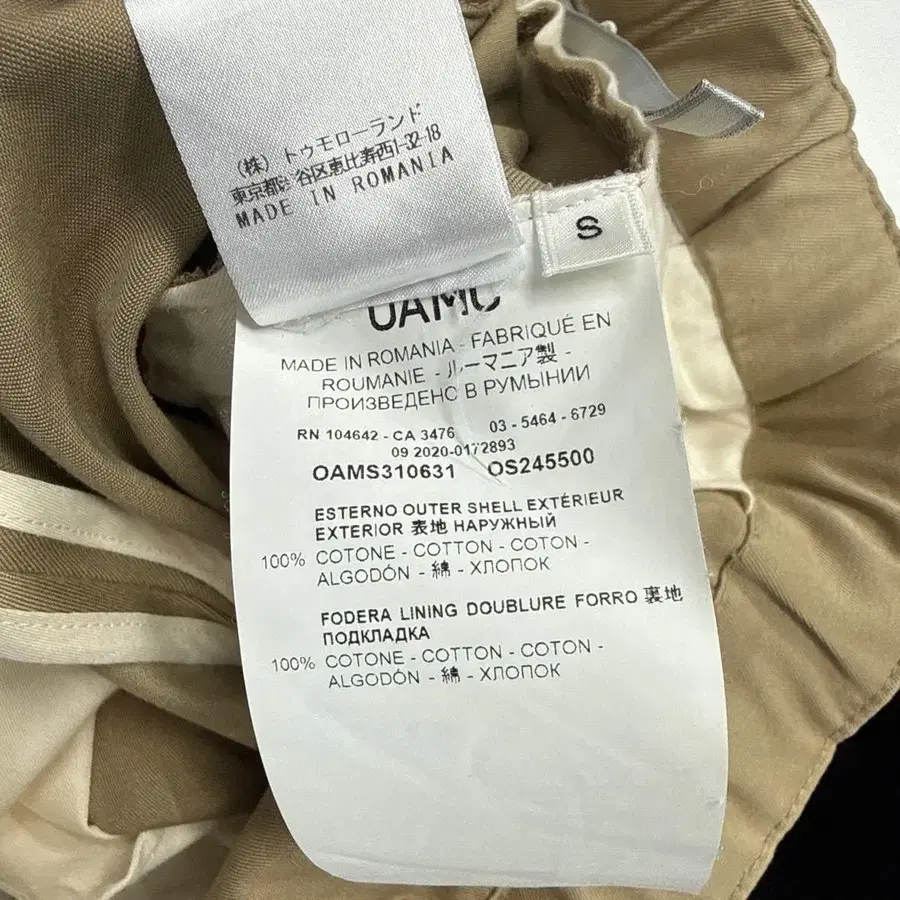 (株) トゥモローランド
東京都渋谷区恵比寿西1-32-18
MADE IN ROMANIA
S
OAMC
MADE IN ROMANIA - FABRIQUÉ EN
ROUMANIE - ルーマニア製 -
ПРОИЗВЕДЕНО В РУМЫНИИ
RN 104642 - CA 3476 03 - 5464 - 6729
09 2020-0172893
OAMS310631 OS245500
ESTERNO OUTER SHELL EXTÉRIEUR
EXTERIOR 表地 НАРУЖНЫЙ
100% COTONE - COTTON - COTON -
ALGODÓN - 綿 - ХЛОПОК
FODERA LINING DOUBLURE FORRO 裏地
ПОДКЛАДКА
100% COTONE - COTTON - COTON -
ALGODÓN - 綿 - ХЛОПОК